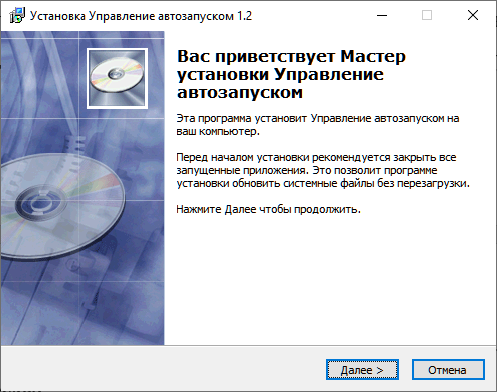 Установка Управление автозапуском 1.2
Вас приветствует Мастер
установки Управление
автозапуском
Эта программа установит Управление автозапуском на
ваш компьютер.
Перед началом установки рекомендуется закрыть все
запущенные приложения. Это позволит программе
установки обновить системные файлы без перезагрузки.
Нажмите Далее чтобы продолжить.
Далее >
Отмена